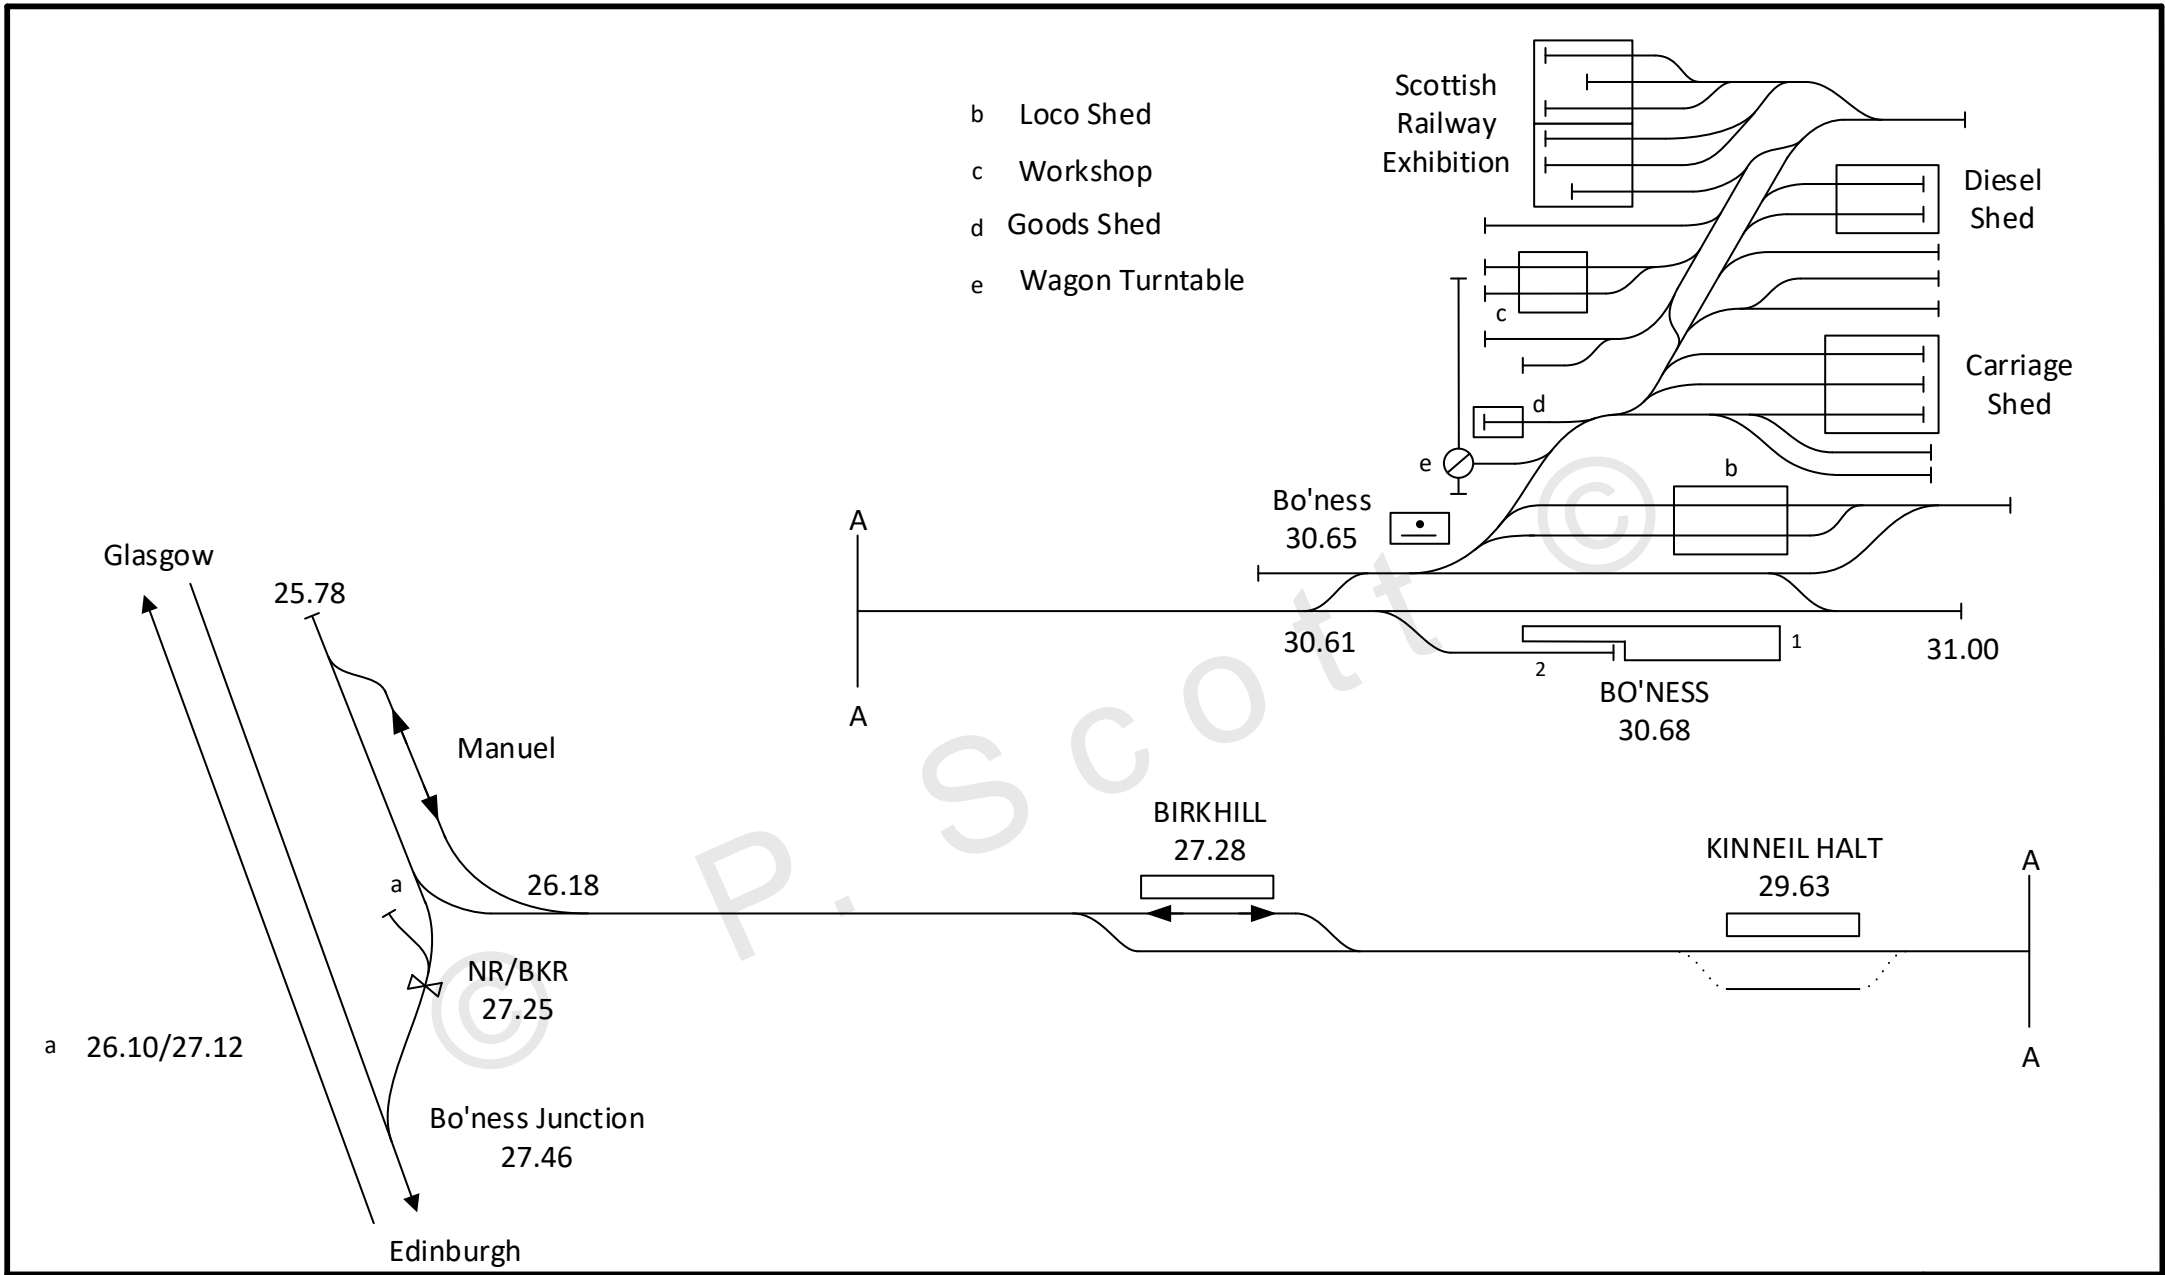 b Loco Shed
c Workshop
d Goods Shed
e Wagon Turntable
Scottish
Railway
Exhibition
Diesel
Shed
c
Carriage
Shed
d
e
b
Bo'ness
30.65
A
30.61
1
2
31.00
BO'NESS
30.68
A
Glasgow
25.78
Manuel
BIRKHILL
27.28
KINNEIL HALT
29.63
A
a
26.18
NR/BKR
27.25
a 26.10/27.12
A
Bo'ness Junction
27.46
Edinburgh
© P. Scott ©